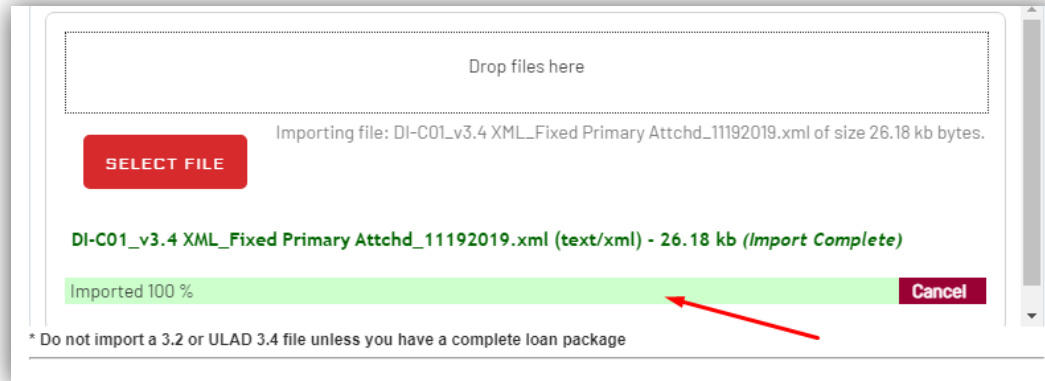 Drop files here
Importing file: DI-C01_v3.4 XML_Fixed Primary Attchd_11192019.xml of size 26.18 kb bytes.
SELECT FILE
DI-C01_v3.4 XML_Fixed Primary Attchd_11192019.xml (text/xml) - 26.18 kb (Import Complete)
Imported 100 %
Cancel
* Do not import a 3.2 or ULAD 3.4 file unless you have a complete loan package